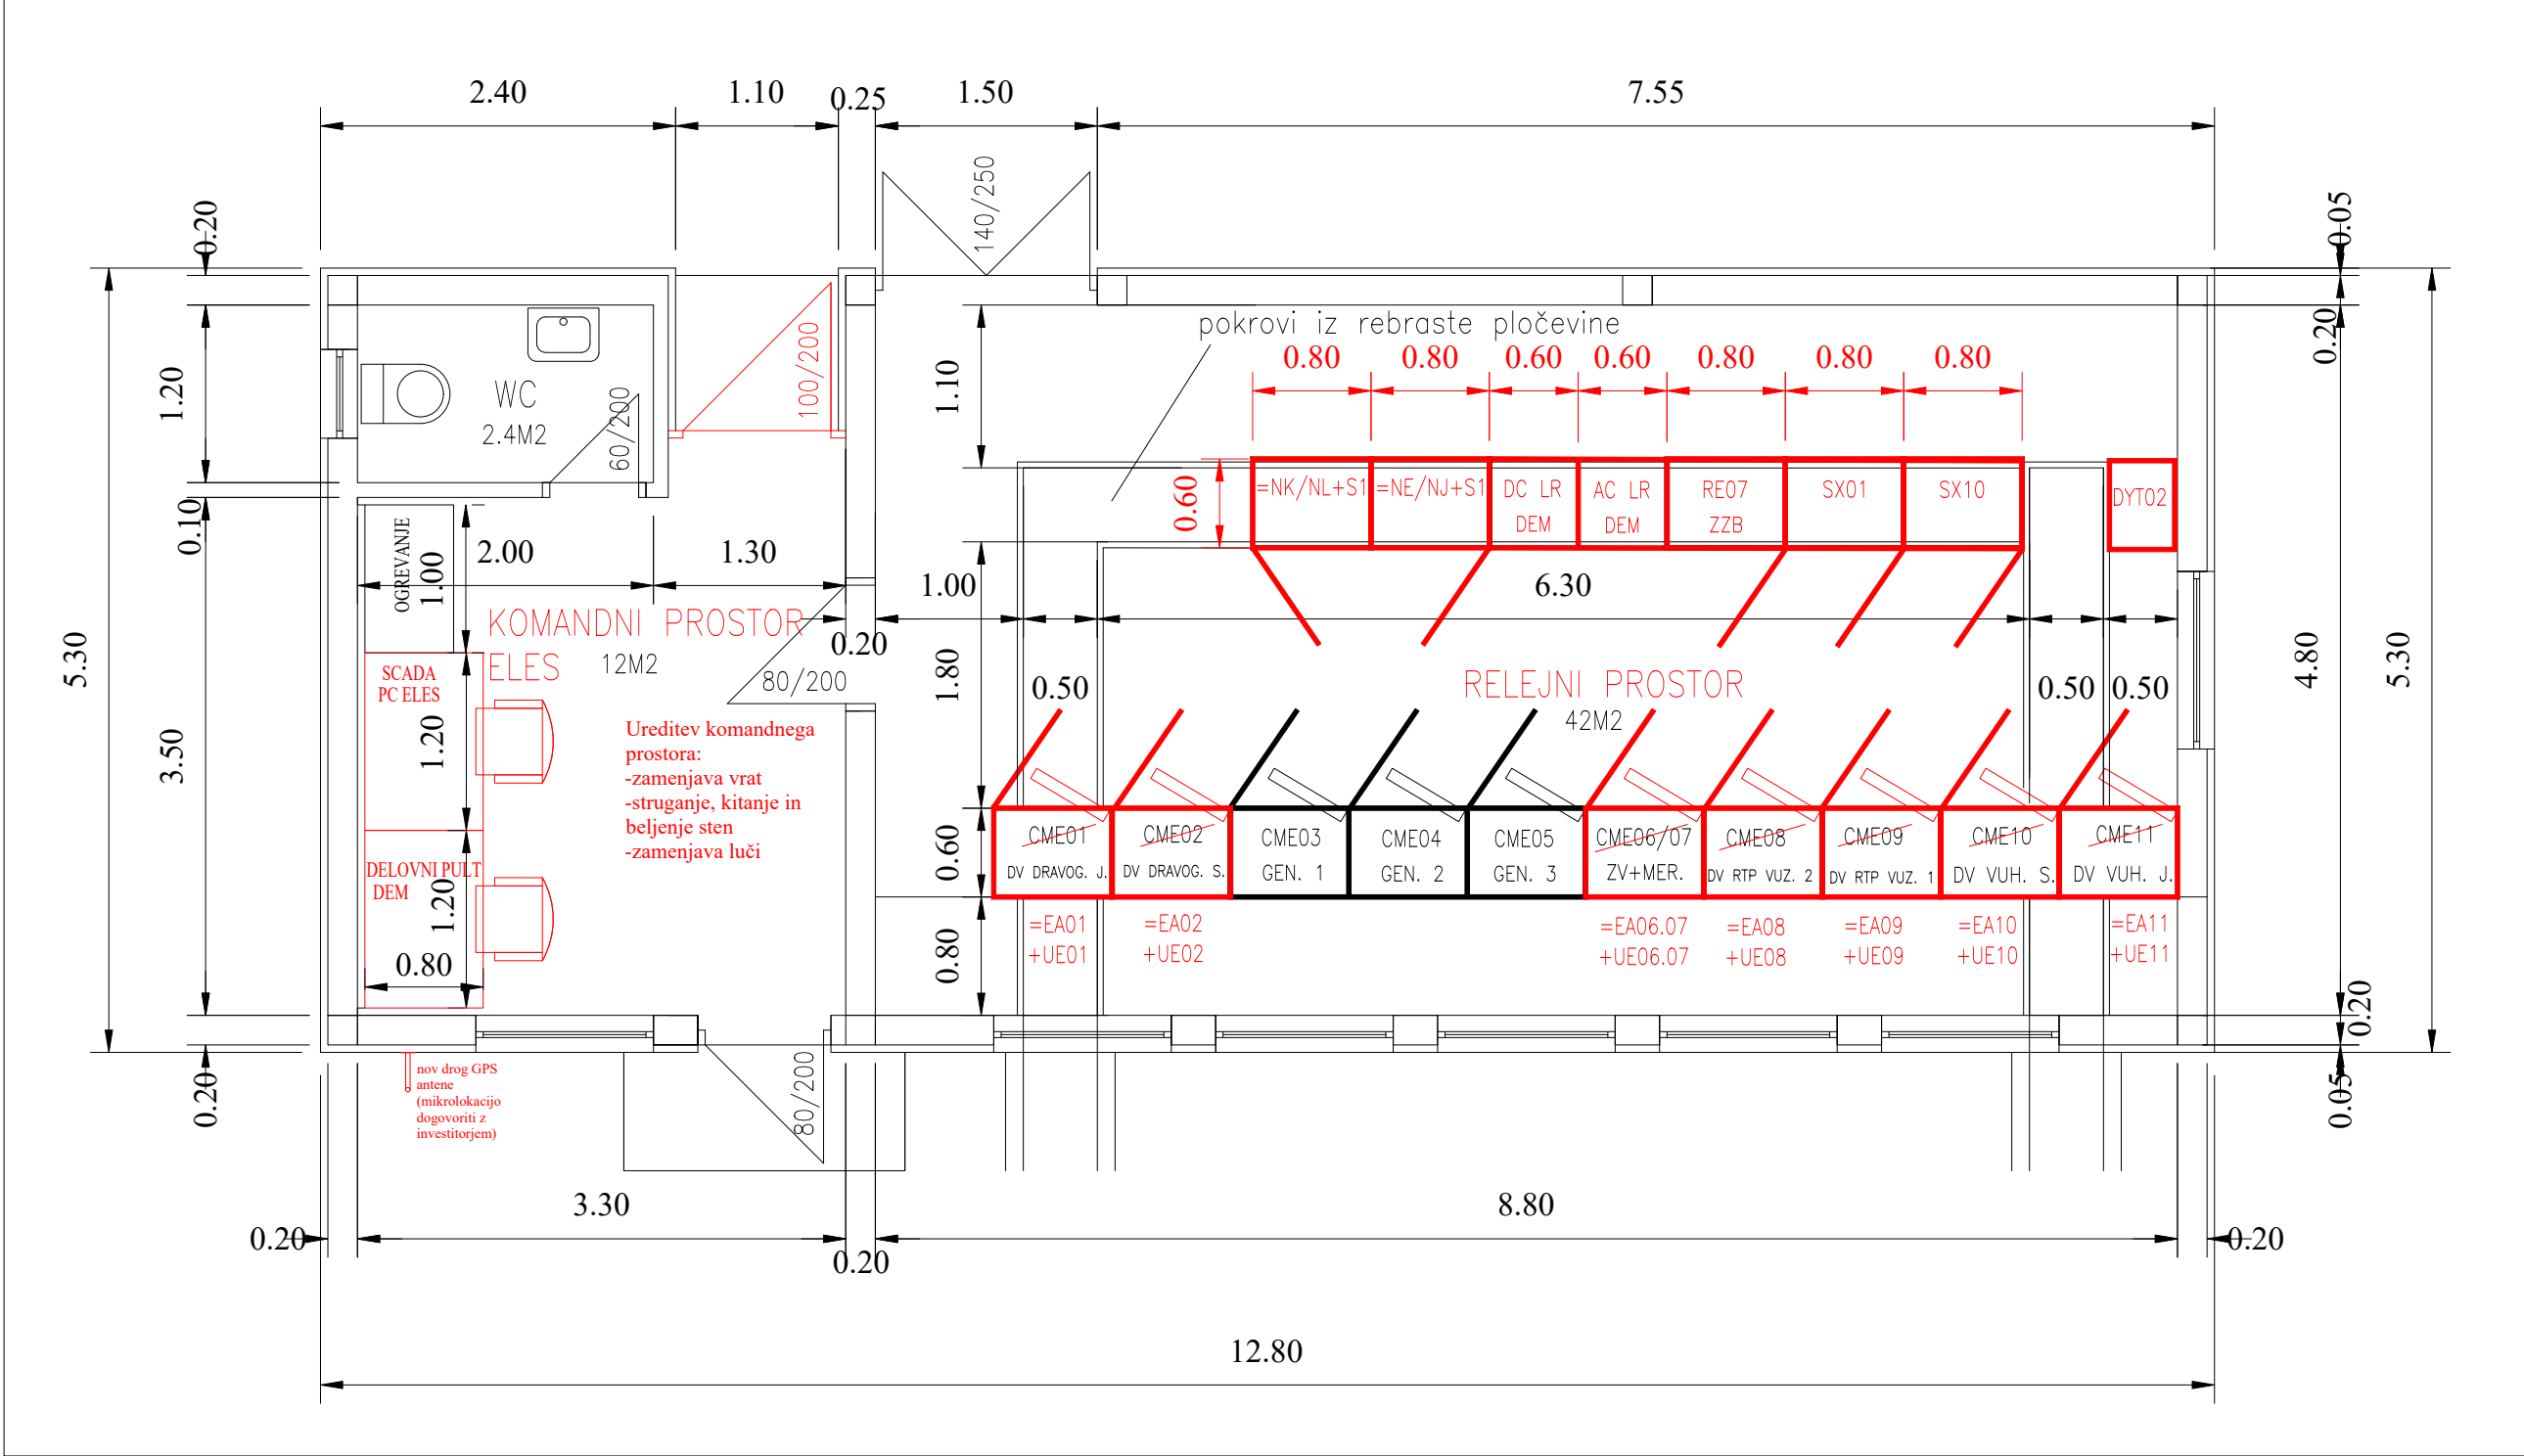 2.40
1.10
0.25
1.50
7.55
140/250
0.20
0.05
pokrovi iz rebraste pločevine
0.80
0.80
0.60
0.60
0.80
0.80
0.80
100/200
0.20
1.20
WC
2.4M2
60/200
1.10
0.60
=NK/NL+S1
=NE/NJ+S1
DC LR
DEM
AC LR
DEM
RE07
ZZB
SX01
SX10
DYT02
0.10
OGREVANJE
1.00
2.00
1.30
1.00
6.30
KOMANDNI PROSTOR
ELES
12M2
0.20
80/200
5.30
SCADA
PC ELES
1.20
1.80
0.50
RELEJNI PROSTOR
42M2
0.50
0.50
4.80
5.30
3.50
Ureditev komandnega
prostora:
-zamenjava vrat
-struganje, kitanje in
beljenje sten
-zamenjava luči
DELOVNI PULT
DEM
1.20
0.80
0.60
CME01
DV DRAVOG. J.
CME02
DV DRAVOG. S.
CME03
GEN. 1
CME04
GEN. 2
CME05
GEN. 3
CME06/07
ZV+MER.
CME08
DV RTP VUZ. 2
CME09
DV RTP VUZ. 1
CME10
DV VUH. S.
CME11
DV VUH. J.
0.80
=EA01
+UE01
=EA02
+UE02
=EA06.07
+UE06.07
=EA08
+UE08
=EA09
+UE09
=EA10
+UE10
=EA11
+UE11
0.20
0.20
0.05
nov drog GPS
antene
(mikrolokacijo
dogovoriti z
investitorjem)
80/200
3.30
8.80
0.20
0.20
0.20
12.80